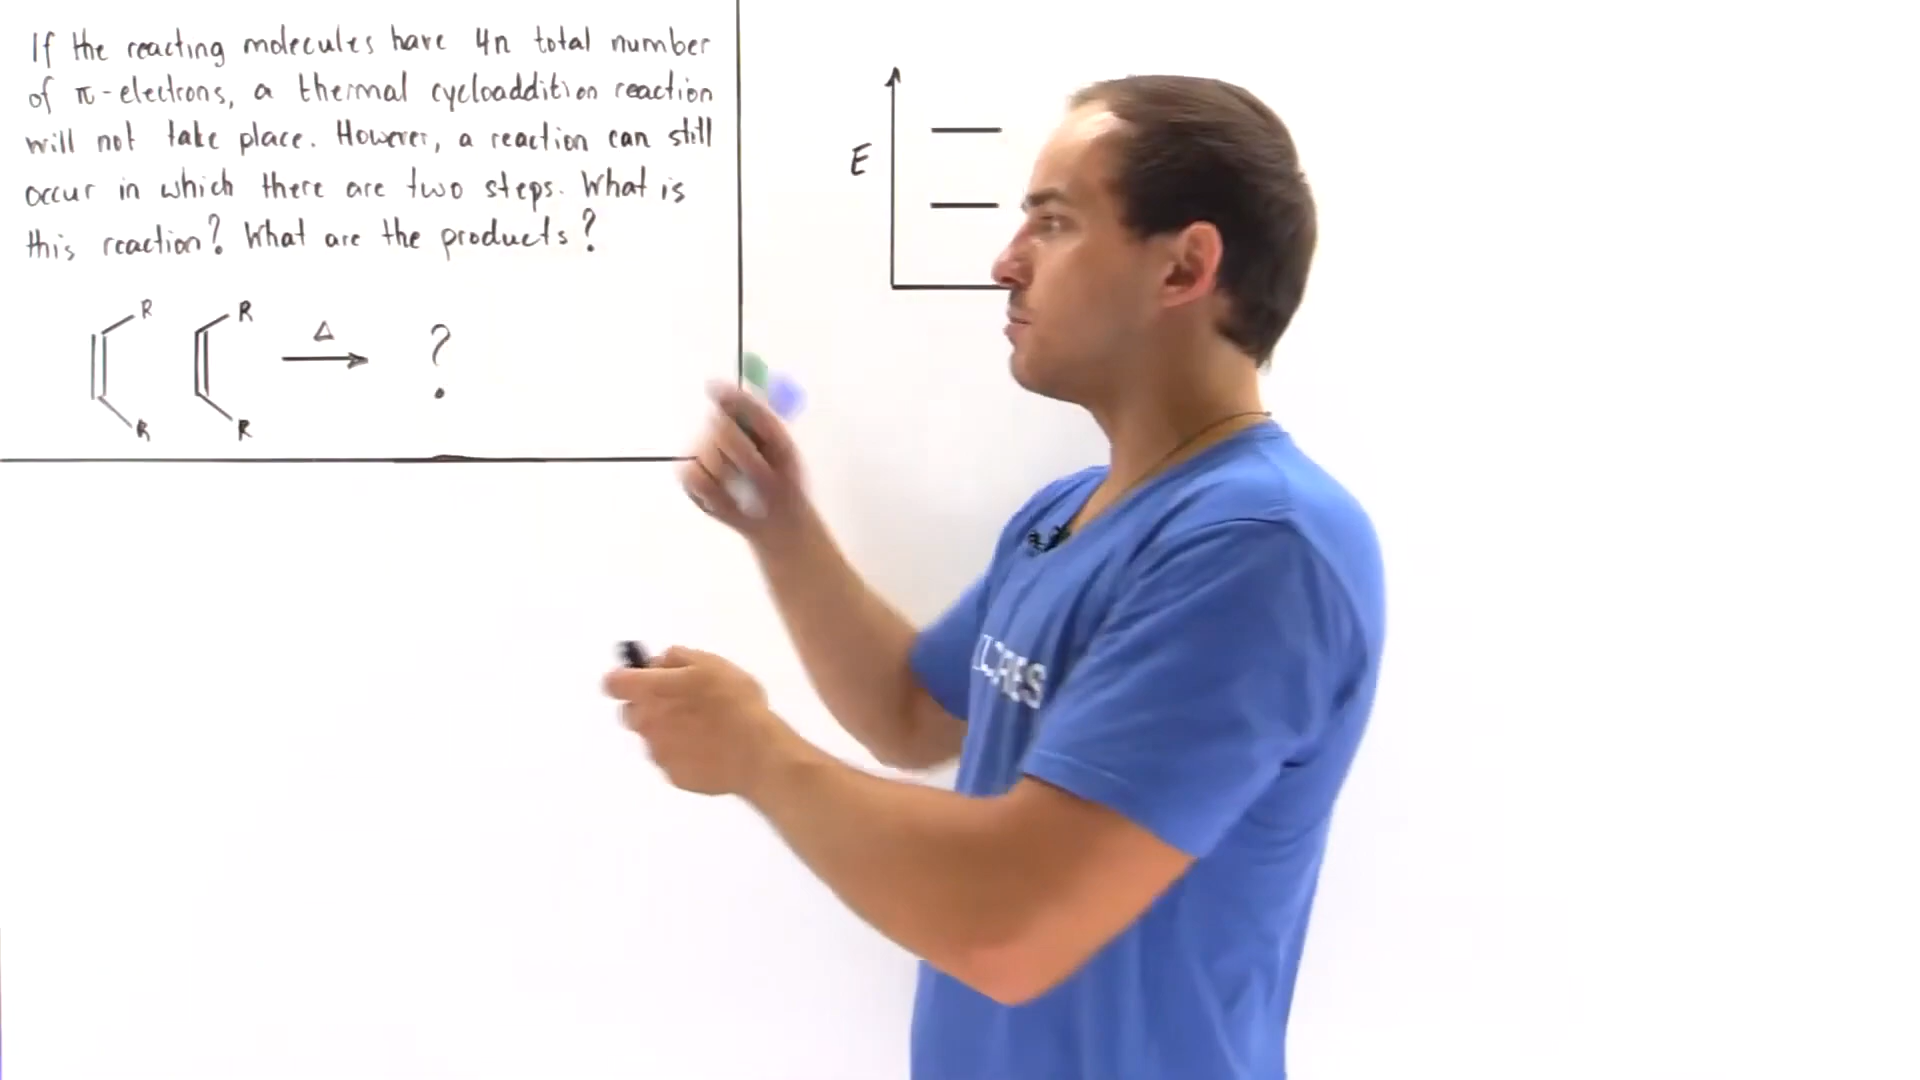 If the reacting molecules have 4n total number
of π-electrons, a thermal cycloaddition reaction
will not take place. However, a reaction can still
occur in which there are two steps. What is
this reaction? What are the products?
R R Δ ?
R R
E